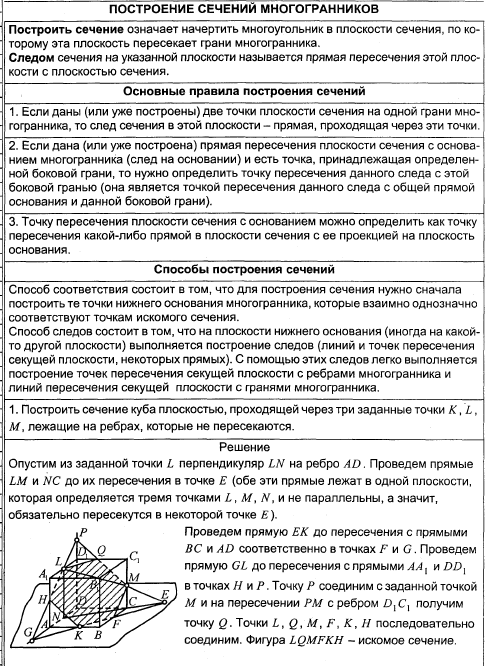 ПОСТРОЕНИЕ СЕЧЕНИЙ МНОГОГРАННИКОВ
Построить сечение означает начертить многоугольник в плоскости сечения, по ко-
торому эта плоскость пересекает грани многогранника.
Следом сечения на указанной плоскости называется прямая пересечения этой плос-
кости с плоскостью сечения.
Основные правила построения сечений
1. Если даны (или уже построены) две точки плоскости сечения на одной грани мно-
гогранника, то след сечения в этой плоскости – прямая, проходящая через эти точки.
2. Если дана (или уже построена) прямая пересечения плоскости сечения с основа-
нием многогранника (след на основании) и есть точка, принадлежащая определен-
ной боковой грани, то нужно определить точку пересечения данного следа с этой
боковой гранью (она является точкой пересечения данного следа с общей прямой
основания и данной боковой грани).
3. Точку пересечения плоскости сечения с основанием можно определить как точку
пересечения какой-либо прямой в плоскости сечения с ее проекцией на плоскость
основания.
Способы построения сечений
Способ соответствия состоит в том, что для построения сечения нужно сначала
построить те точки нижнего основания многогранника, которые взаимно однозначно
соответствуют точкам искомого сечения.
Способ следов состоит в том, что на плоскости нижнего основания (иногда на какой-
то другой плоскости) выполняется построение следов (линий и точек пересечения
секущей плоскости, некоторых прямых). С помощью этих следов легко выполняется
построение точек пересечения секущей плоскости с ребрами многогранника и
линий пересечения секущей плоскости с гранями многогранника.
1. Построить сечение куба плоскостью, проходящей через три заданные точки K, L,
M, лежащие на ребрах, которые не пересекаются.
Решение
Опустим из заданной точки L перпендикуляр LN на ребро AD. Проведем прямые
LM и NC до их пересечения в точке E (обе эти прямые лежат в одной плоскости,
которая определяется тремя точками L, M, N, и не параллельны, а значит,
обязательно пересекутся в некоторой точке E).
Проведем прямую EK до пересечения с прямыми
BC и AD соответственно в точках F и G. Проведем
прямую GL до пересечения с прямыми AA₁ и DD₁
в точках H и P. Точку P соединим с заданной точкой
M и на пересечении PM с ребром D₁C₁ получим
точку Q. Точки L, Q, M, F, K, H последовательно
соединим. Фигура LQMFKH – искомое сечение.
P
Q
L
C₁
A₁
M
H
D
E
N
C
A
F
G
K
B